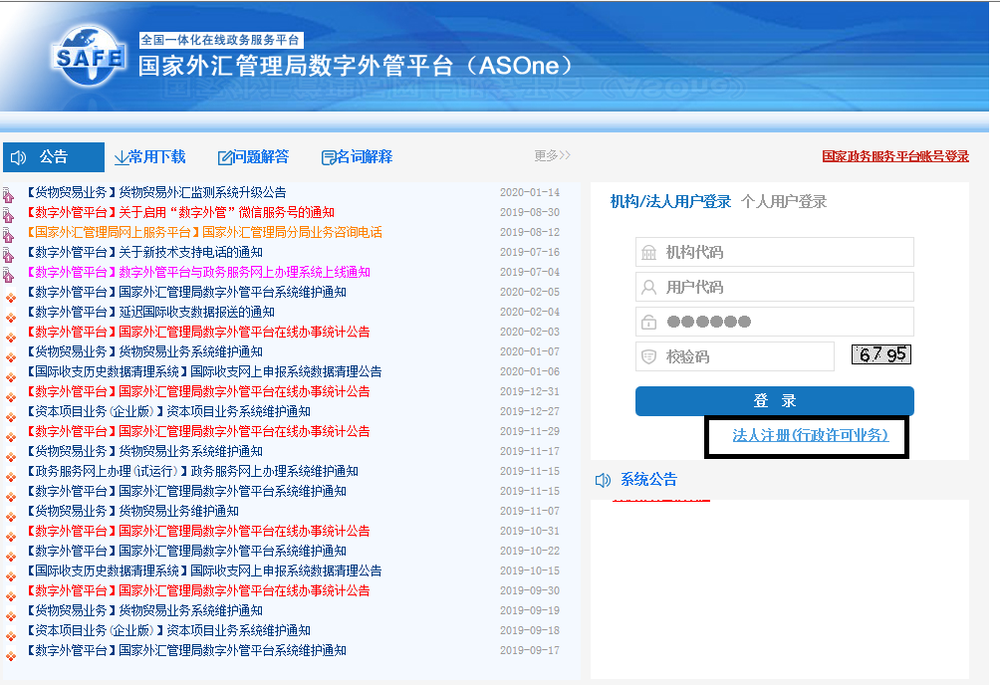 SAFE
全国一体化在线政务服务平台
国家外汇管理局数字外管平台（ASOne）
公告 常用下载 问题解答 名词解释 更多>>
国家政务服务平台账号登录
【货物贸易业务】货物贸易外汇监测系统升级公告 2020-01-14
【数字外管平台】关于启用“数字外管”微信服务号的通知 2019-08-30
【国家外汇管理局网上服务平台】国家外汇管理局分局业务咨询电话 2019-08-12
【数字外管平台】关于新技术支持电话的通知 2019-07-16
【数字外管平台】数字外管平台与政务服务网上办理系统上线通知 2019-07-04
【数字外管平台】国家外汇管理局数字外管平台系统维护通知 2020-02-05
【数字外管平台】延迟国际收支数据报送的通知 2020-02-04
【数字外管平台】国家外汇管理局数字外管平台在线办事统计公告 2020-02-03
【货物贸易业务】货物贸易业务系统维护通知 2020-01-07
【国际收支历史数据清理系统】国际收支网上申报系统数据清理公告 2020-01-06
【数字外管平台】国家外汇管理局数字外管平台在线办事统计公告 2019-12-31
【资本项目业务(企业版)】资本项目业务系统维护通知 2019-12-27
【数字外管平台】国家外汇管理局数字外管平台在线办事统计公告 2019-11-29
【货物贸易业务】货物贸易业务系统维护通知 2019-11-17
【政务服务网上办理(试运行)】政务服务网上办理系统维护通知 2019-11-15
【数字外管平台】国家外汇管理局数字外管平台系统维护通知 2019-11-15
【货物贸易业务】货物贸易业务维护通知 2019-11-07
【数字外管平台】国家外汇管理局数字外管平台在线办事统计公告 2019-10-31
【数字外管平台】国家外汇管理局数字外管平台系统维护通知 2019-10-22
【国际收支历史数据清理系统】国际收支网上申报系统数据清理公告 2019-10-15
【数字外管平台】国家外汇管理局数字外管平台在线办事统计公告 2019-09-30
【货物贸易业务】货物贸易业务系统维护通知 2019-09-19
【资本项目业务(企业版)】资本项目业务系统维护通知 2019-09-18
【数字外管平台】国家外汇管理局数字外管平台系统维护通知 2019-09-17
机构/法人用户登录 个人用户登录
机构代码
用户代码
●●●●●●
校验码 6795
登 录
法人注册(行政许可业务)
系统公告